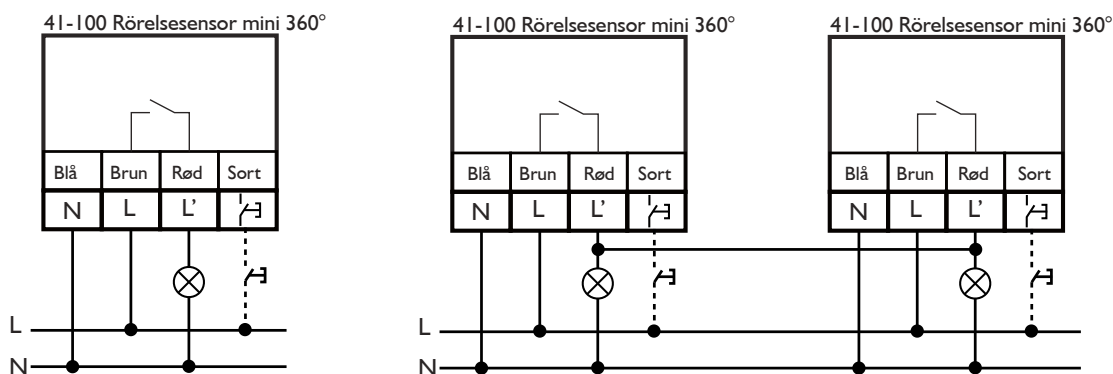 41-100 Rörelsesensor mini 360°
Blå Brun Rød Sort
N L L’
L
N
41-100 Rörelsesensor mini 360° 41-100 Rörelsesensor mini 360°
Blå Brun Rød Sort Blå Brun Rød Sort
N L L’ N L L’
L
N